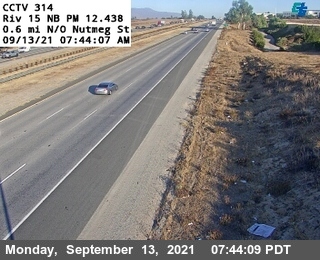 CCTV 314
Riv 15 NB PM 12.438
0.6 mi N/O Nutmeg St
09/13/21 07:44:07 AM
Monday, September 13, 2021 07:44:09 PDT